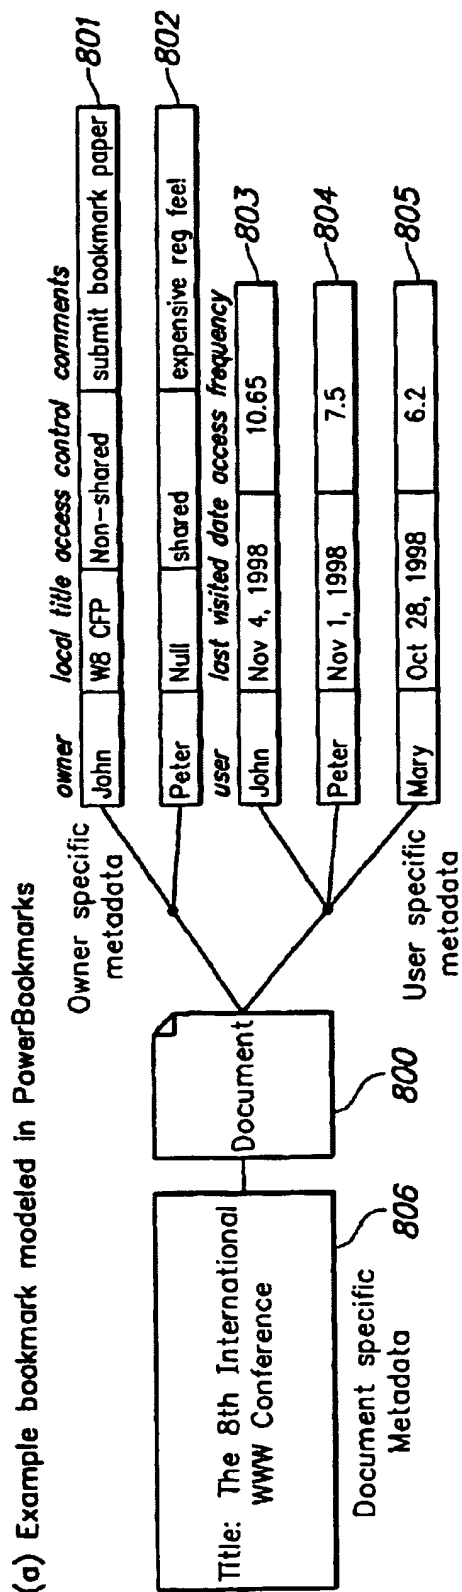 (a) Example bookmark modeled in PowerBookmarks
Title: The 8th International
WWW Conference
806
Document specific
Metadata
Document
800
Owner specific
metadata
owner local title access control comments
John W8 CFP Non-shared submit bookmark paper 801
Peter Null shared expensive reg fee! 802
user last visited date access frequency
John Nov 4, 1998 10.65 803
Peter Nov 1, 1998 7.5 804
Mary Oct 28, 1998 6.2 805
User specific
metadata